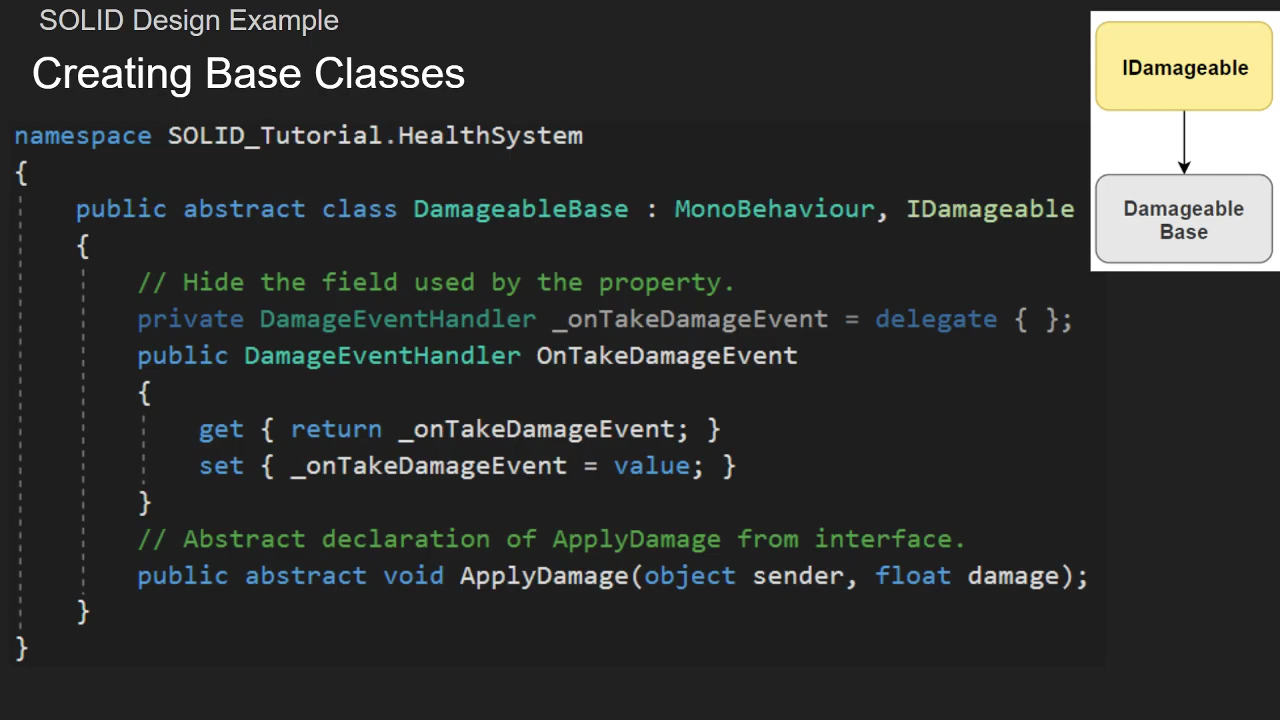 SOLID Design Example
Creating Base Classes
IDamageable
Damageable
Base
namespace SOLID_Tutorial.HealthSystem
{
    public abstract class DamageableBase : MonoBehaviour, IDamageable
    {
        // Hide the field used by the property.
        private DamageEventHandler _onTakeDamageEvent = delegate { };
        public DamageEventHandler OnTakeDamageEvent
        {
            get { return _onTakeDamageEvent; }
            set { _onTakeDamageEvent = value; }
        }
        // Abstract declaration of ApplyDamage from interface.
        public abstract void ApplyDamage(object sender, float damage);
    }
}